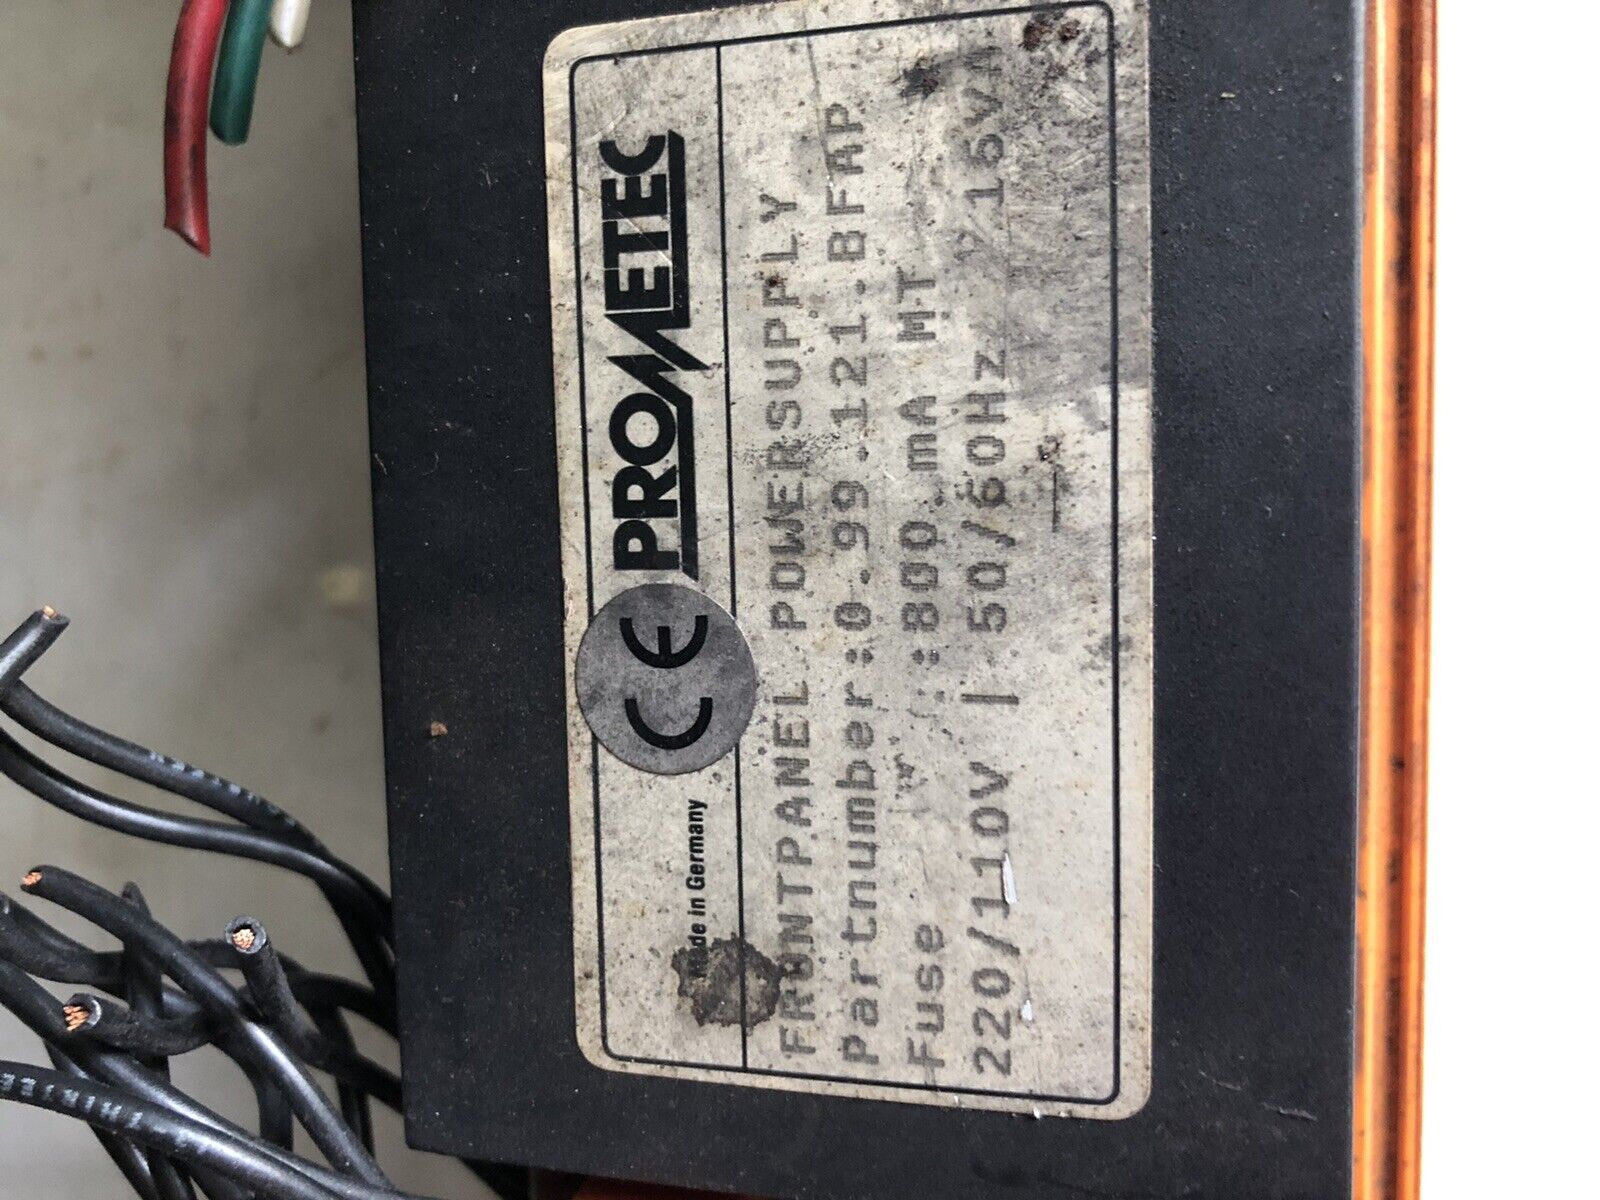 Made in Germany CE PROMETEC
FRONTPANEL POWERSUPPLY
Partnumber:0.99.121.BFAP
Fuse :800.mA MT
220/110V | 50/60Hz 15VA